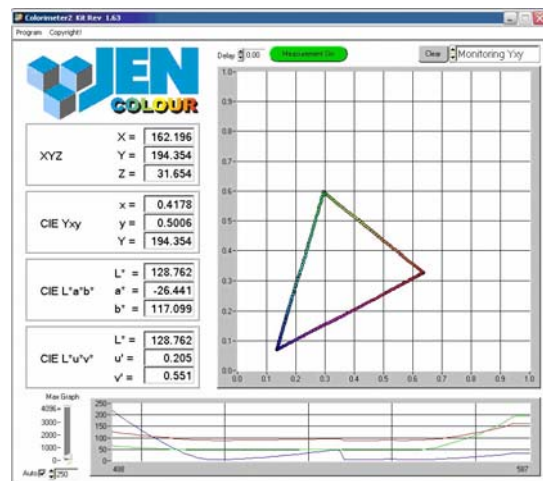 Colorimeter2 Kit Rev 1.63
Program Copyright!
JEN
COLOUR
Delay 0.00
Measurement On
Clear
Monitoring Yxy
XYZ
X = 162.196
Y = 194.354
Z = 31.654
CIE Yxy
x = 0.4178
y = 0.5006
Y = 194.354
CIE L*a*b*
L* = 128.762
a* = -26.441
b* = 117.099
CIE L*u*v*
L* = 128.762
u' = 0.205
v' = 0.551
1.0
0.9
0.8
0.7
0.6
0.5
0.4
0.3
0.2
0.1
0.0
0.0 0.1 0.2 0.3 0.4 0.5 0.6 0.7 0.8 0.9 1.0
Max Graph
4096
3000
2000
1000
0
Auto 250
250
200
150
100
50
0